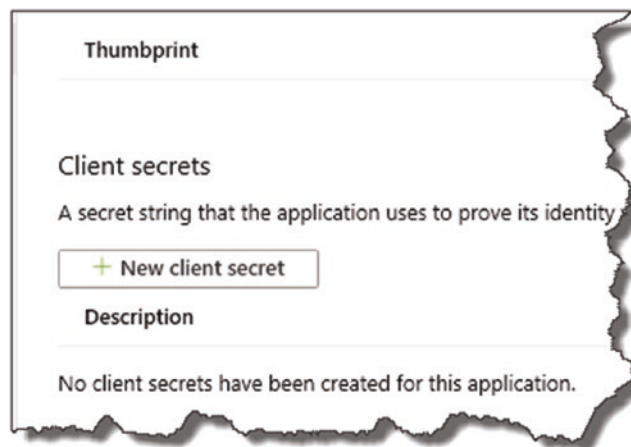 Thumbprint
Client secrets
A secret string that the application uses to prove its identity
+ New client secret
Description
No client secrets have been created for this application.